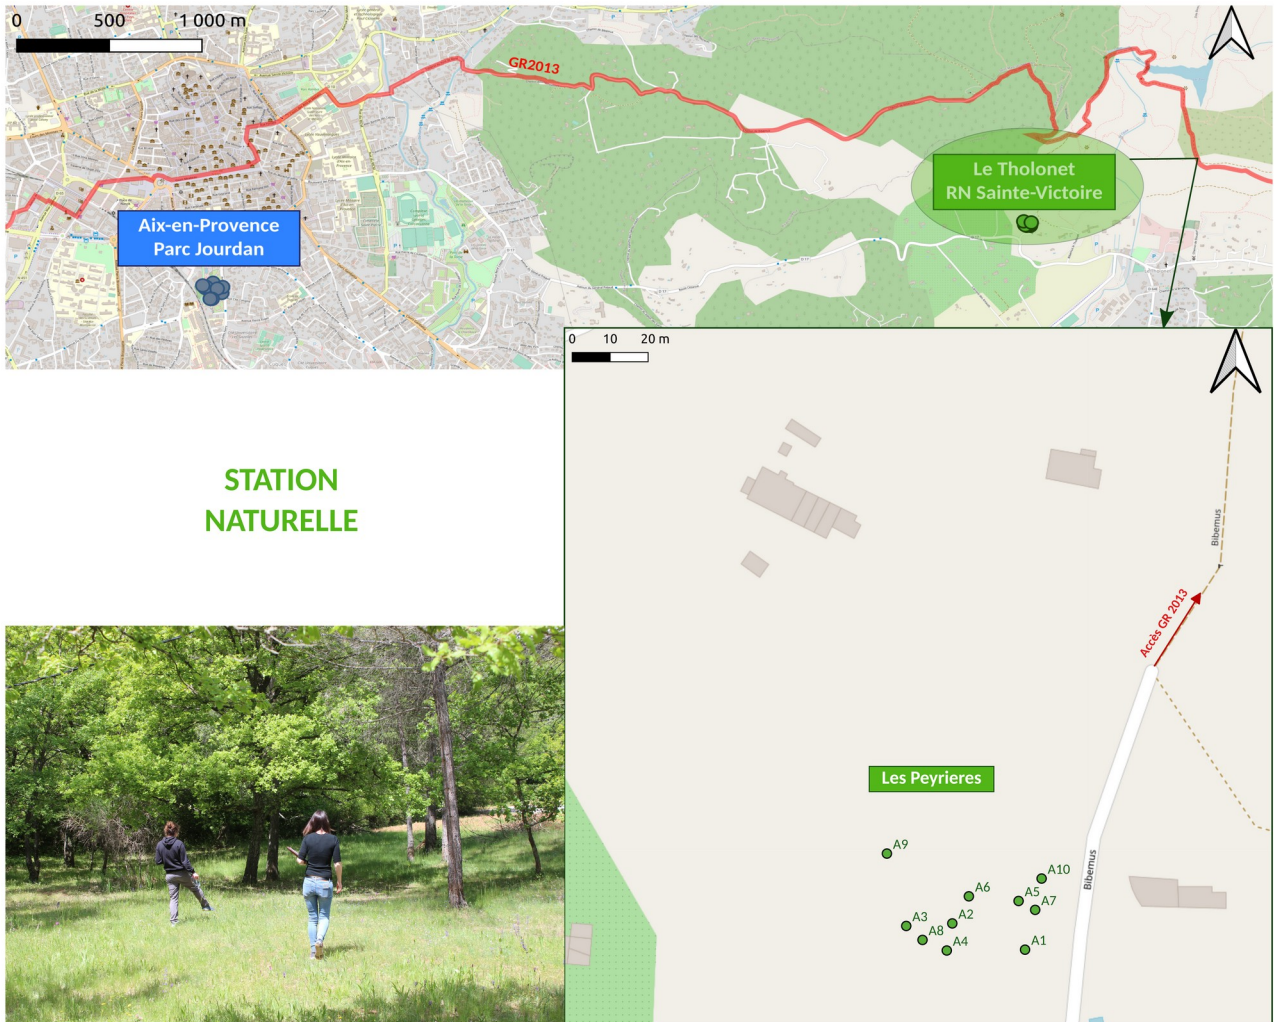 0 500 1 000 m
GR2013
Le Tholonet
RN Sainte-Victoire
Aix-en-Provence
Parc Jourdan
0 10 20 m
STATION
NATURELLE
Bibemus
Accès GR 2013
Les Peyrieres
A9
A10
A6
A5
A7
A3
A2
A8
A4
A1
Bibemus